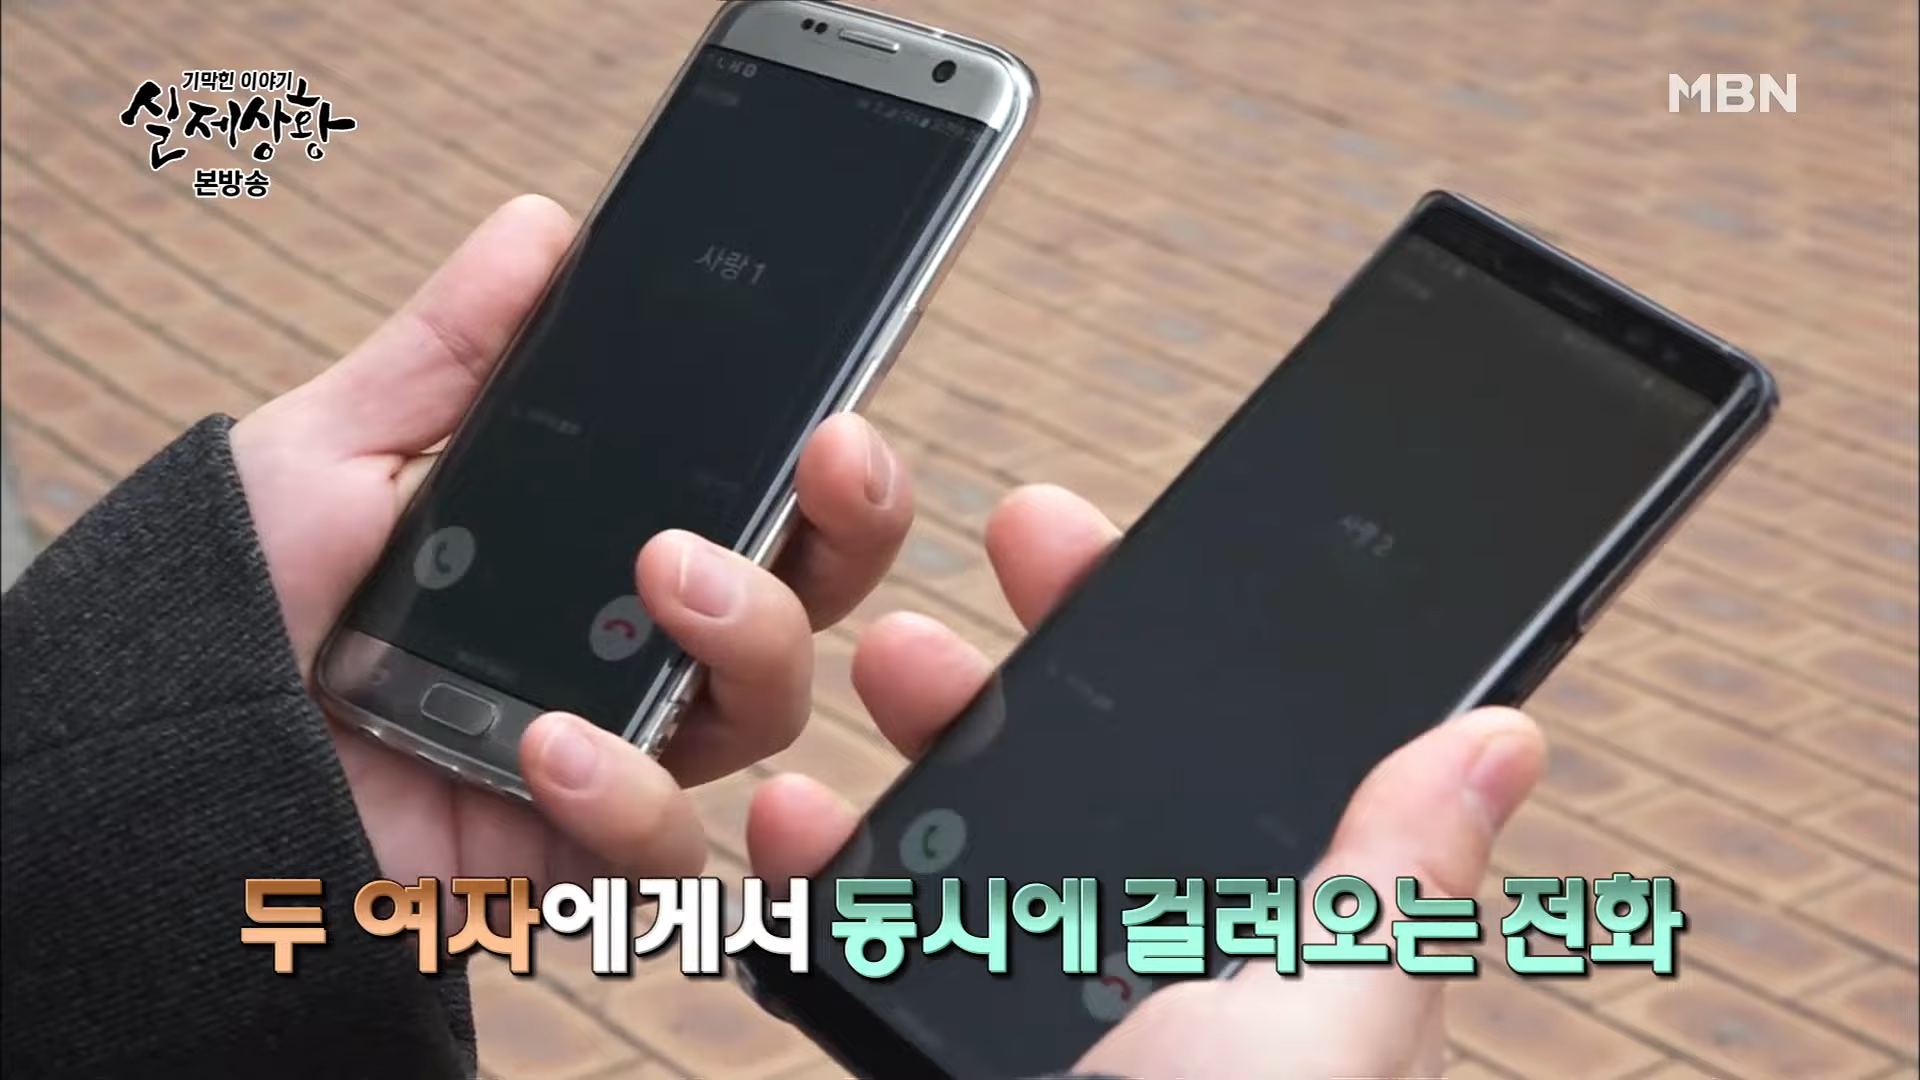 기막힌 이야기
실제상황
본방송
MBN
사랑 1
사랑 2
두 여자에게서 동시에 걸려오는 전화